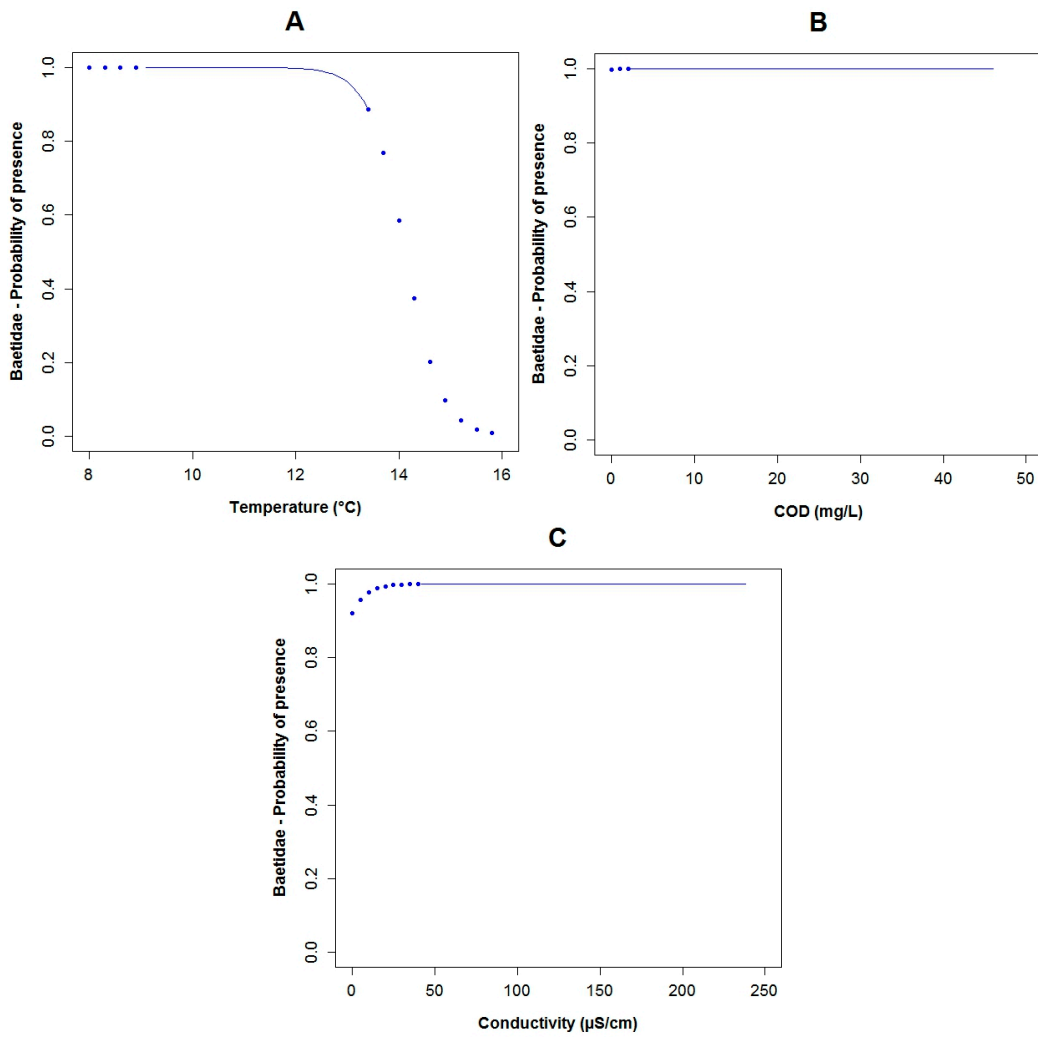 A
Baetidae - Probability of presence
1.0
0.8
0.6
0.4
0.2
0.0
8 10 12 14 16
Temperature (°C)
B
Baetidae - Probability of presence
1.0
0.8
0.6
0.4
0.2
0.0
0 10 20 30 40 50
COD (mg/L)
C
Baetidae - Probability of presence
1.0
0.8
0.6
0.4
0.2
0.0
0 50 100 150 200 250
Conductivity (µS/cm)